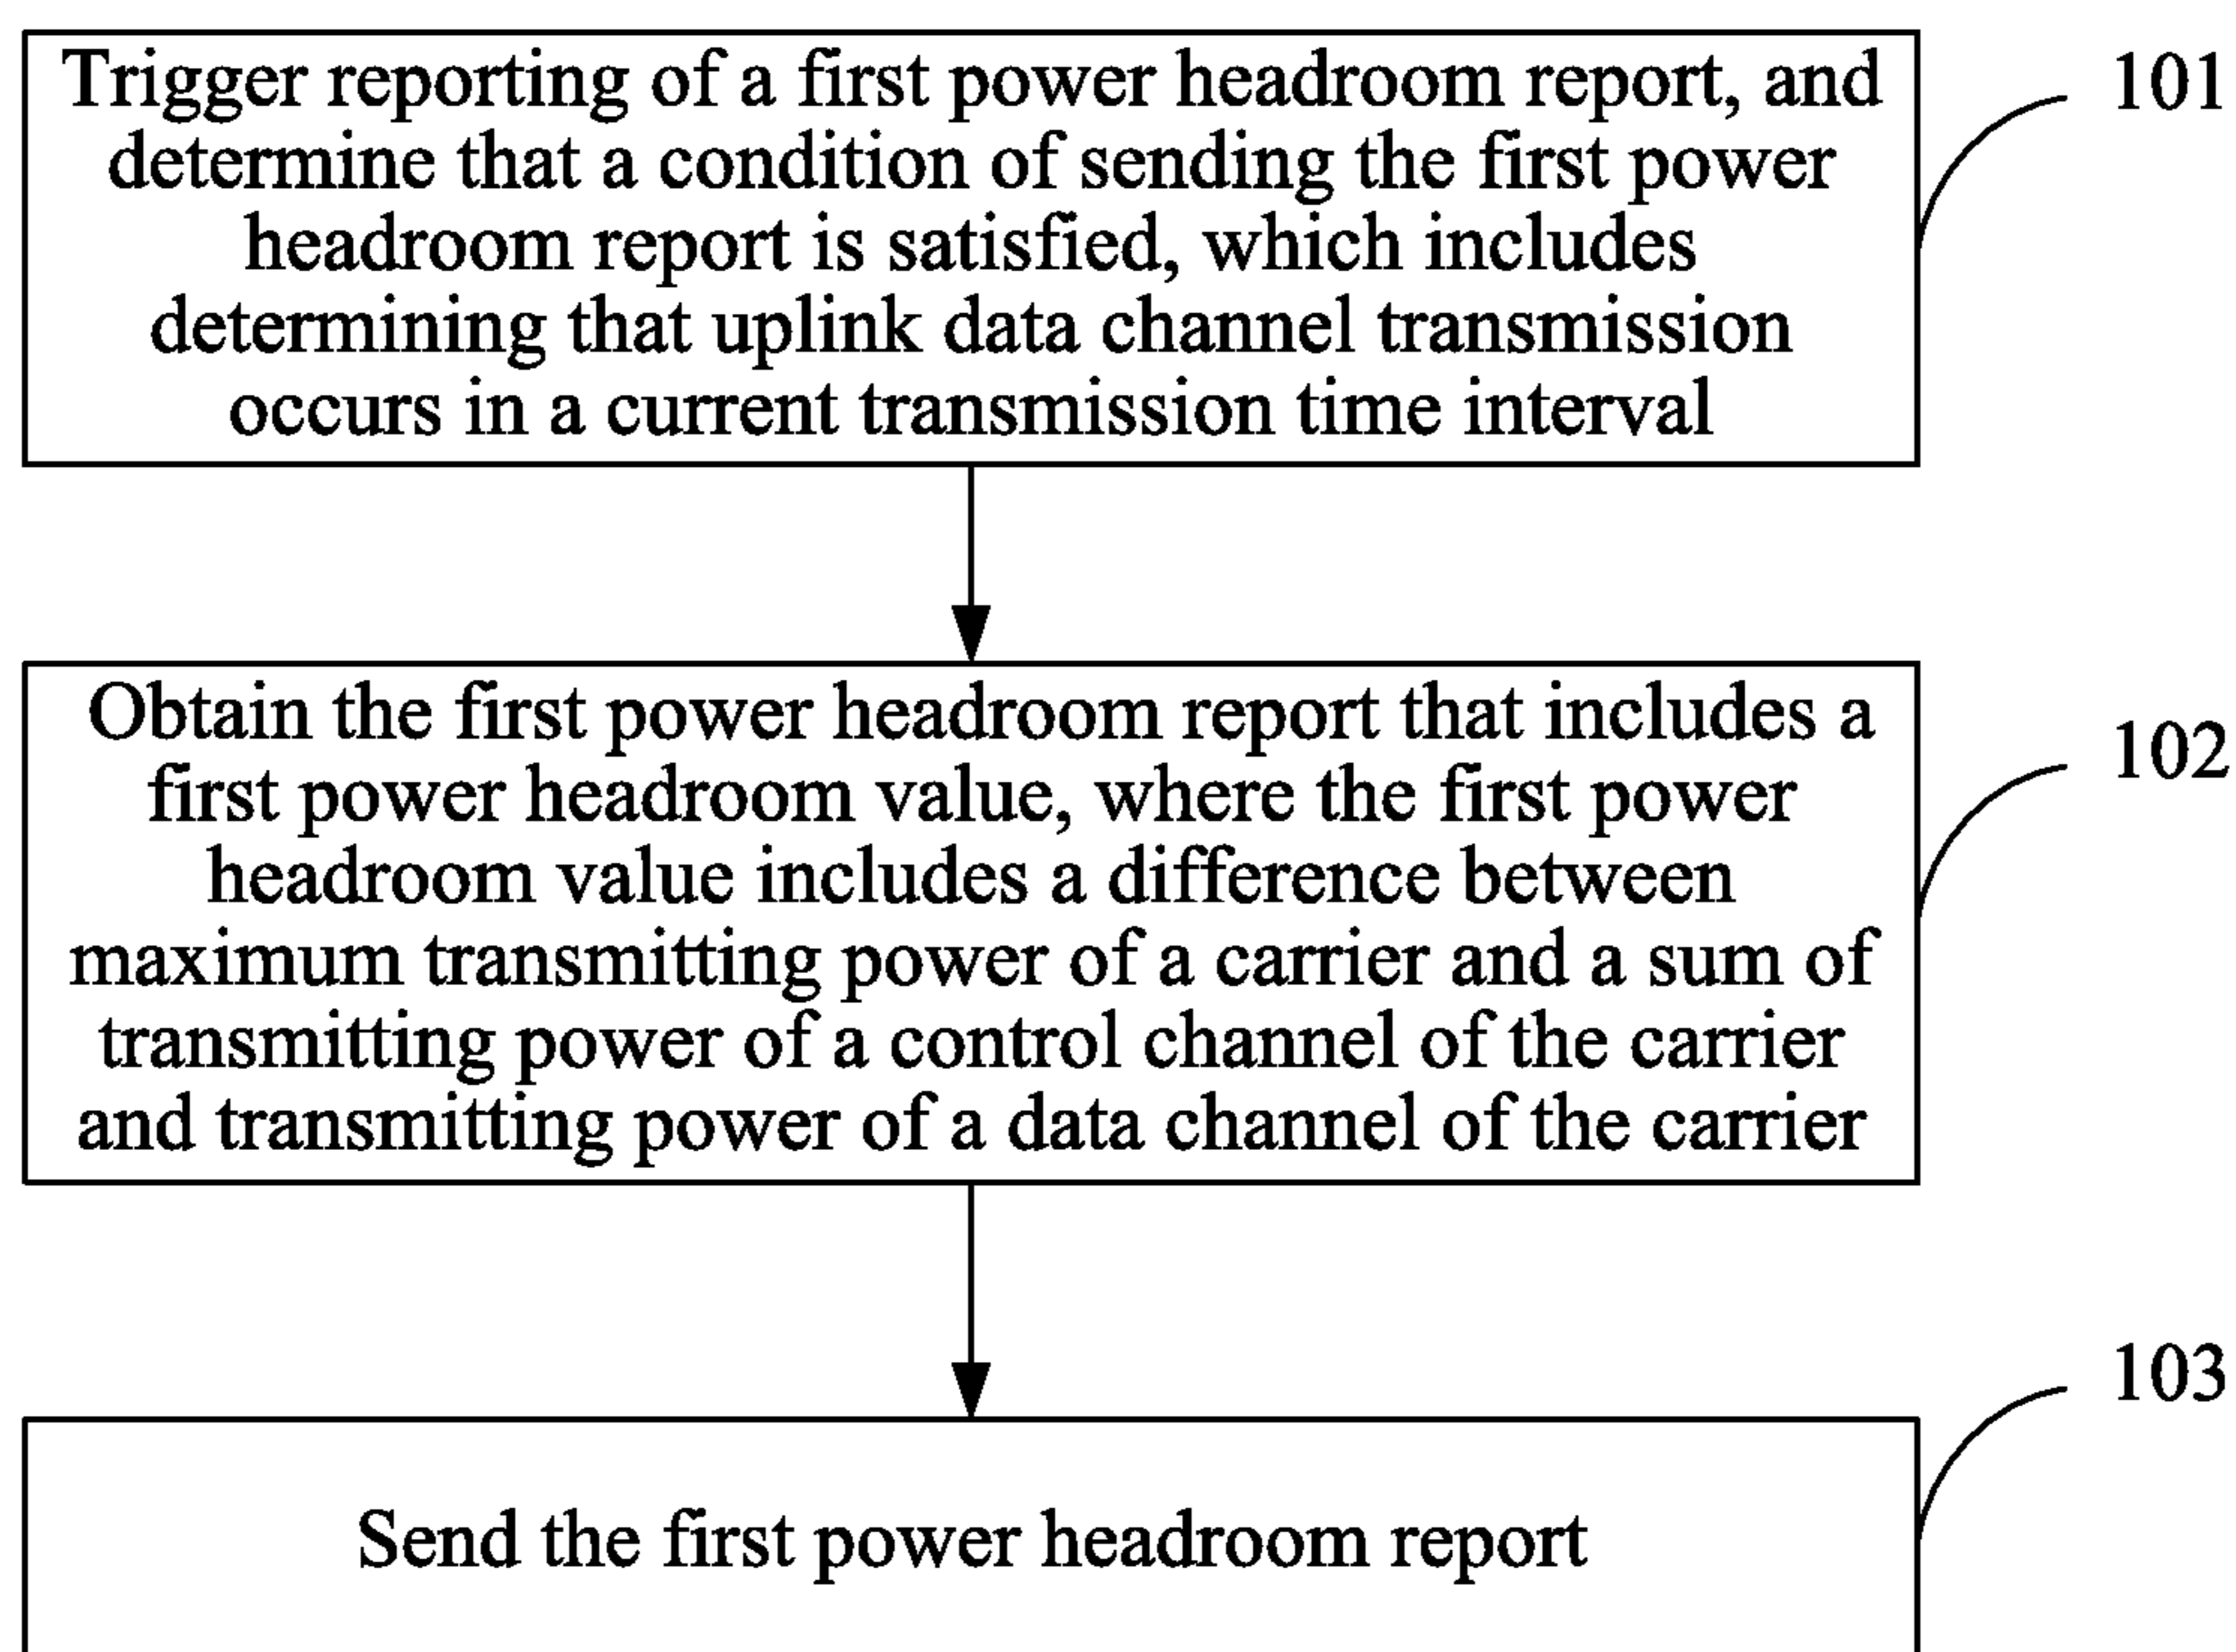 Trigger reporting of a first power headroom report, and
determine that a condition of sending the first power
headroom report is satisfied, which includes
determining that uplink data channel transmission
occurs in a current transmission time interval
101
Obtain the first power headroom report that includes a
first power headroom value, where the first power
headroom value includes a difference between
maximum transmitting power of a carrier and a sum of
transmitting power of a control channel of the carrier
and transmitting power of a data channel of the carrier
102
Send the first power headroom report
103